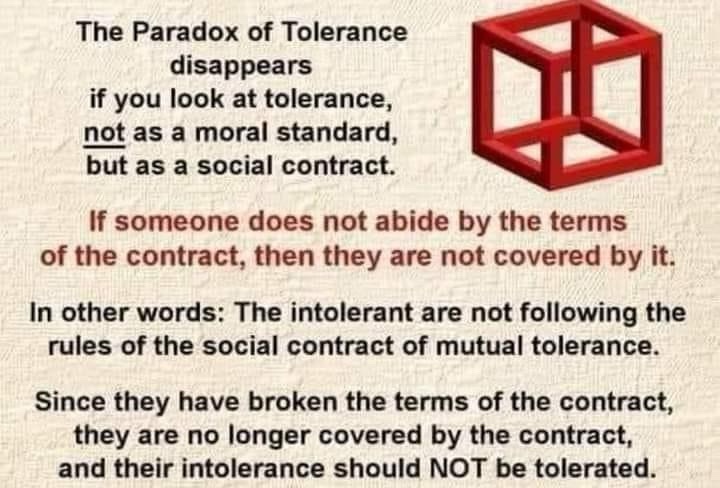 The Paradox of Tolerance
disappears
if you look at tolerance,
not as a moral standard,
but as a social contract.
If someone does not abide by the terms
of the contract, then they are not covered by it.
In other words: The intolerant are not following the
rules of the social contract of mutual tolerance.
Since they have broken the terms of the contract,
they are no longer covered by the contract,
and their intolerance should NOT be tolerated.